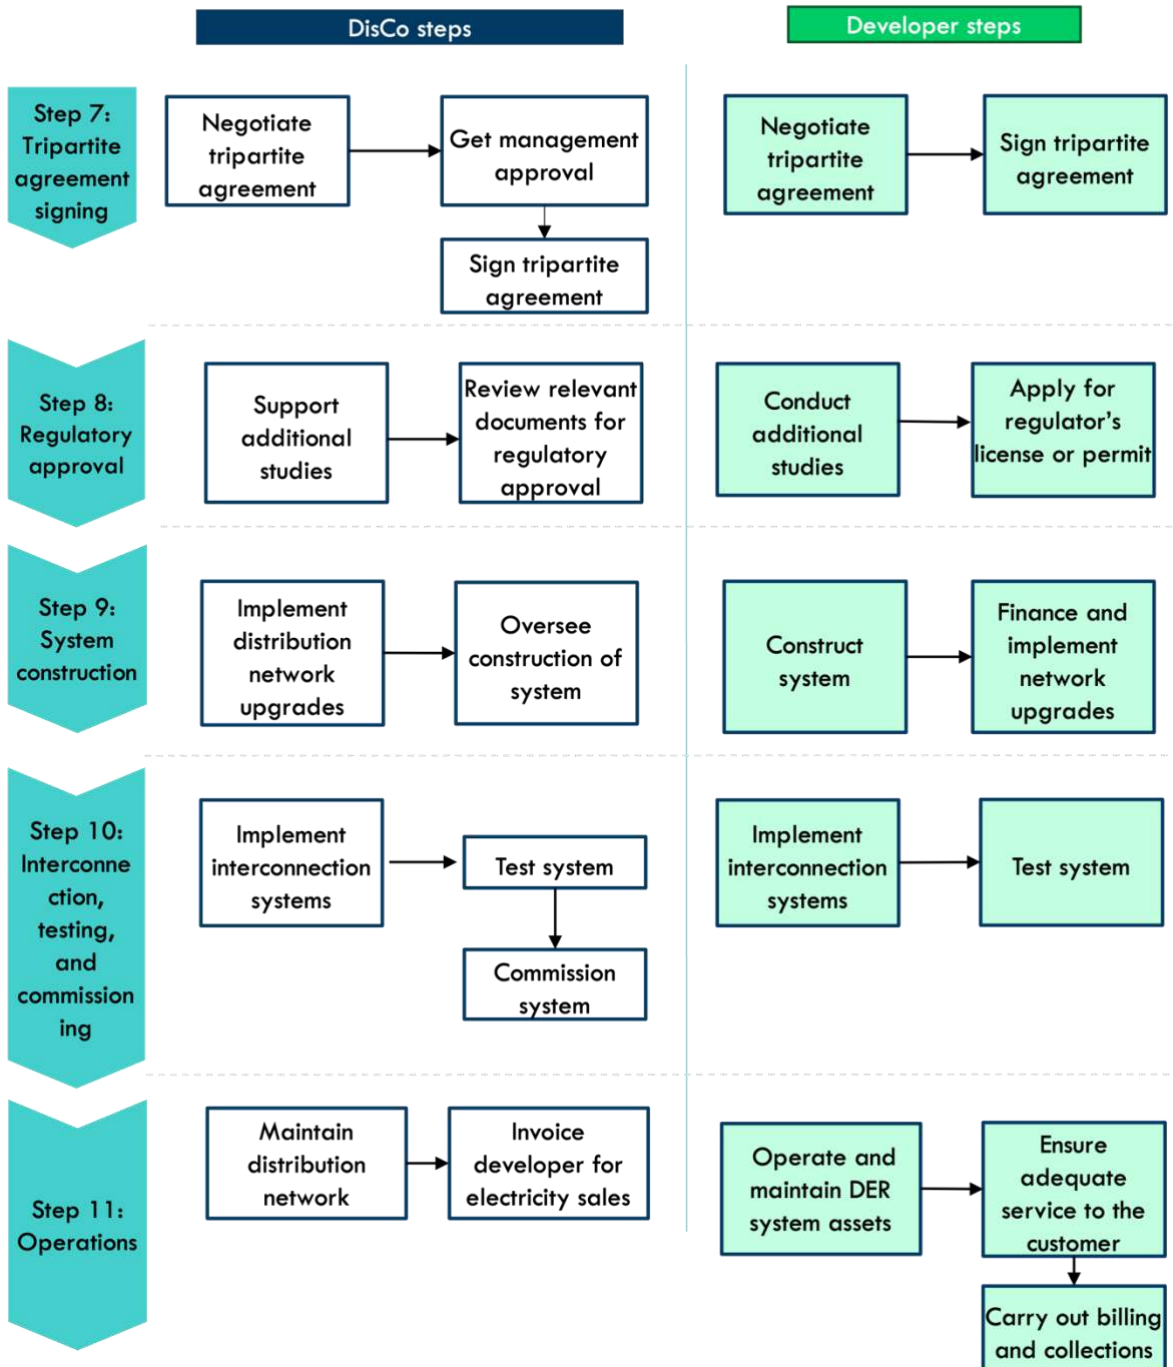 DisCo steps
Developer steps
Step 7:
Tripartite
agreement
signing
Negotiate
tripartite
agreement
Get management
approval
Sign tripartite
agreement
Negotiate
tripartite
agreement
Sign tripartite
agreement
Step 8:
Regulatory
approval
Support
additional
studies
Review relevant
documents for
regulatory
approval
Conduct
additional
studies
Apply for
regulator's
license or permit
Step 9:
System
construction
Implement
distribution
network
upgrades
Oversee
construction of
system
Construct
system
Finance and
implement
network
upgrades
Step 10:
Interconne
ction,
testing,
and
commission
ing
Implement
interconnection
systems
Test system
Commission
system
Implement
interconnection
systems
Test system
Step 11:
Operations
Maintain
distribution
network
Invoice
developer for
electricity sales
Operate and
maintain DER
system assets
Ensure
adequate
service to the
customer
Carry out billing
and collections